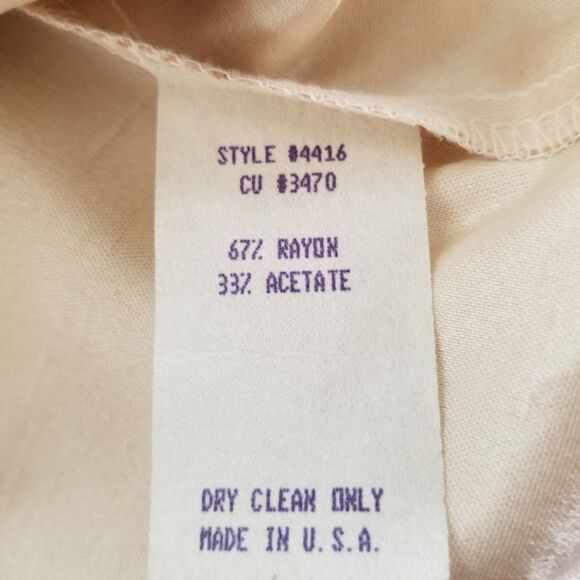 STYLE #4416
CU #3470
67% RAYON
33% ACETATE
DRY CLEAN ONLY
MADE IN U.S.A.